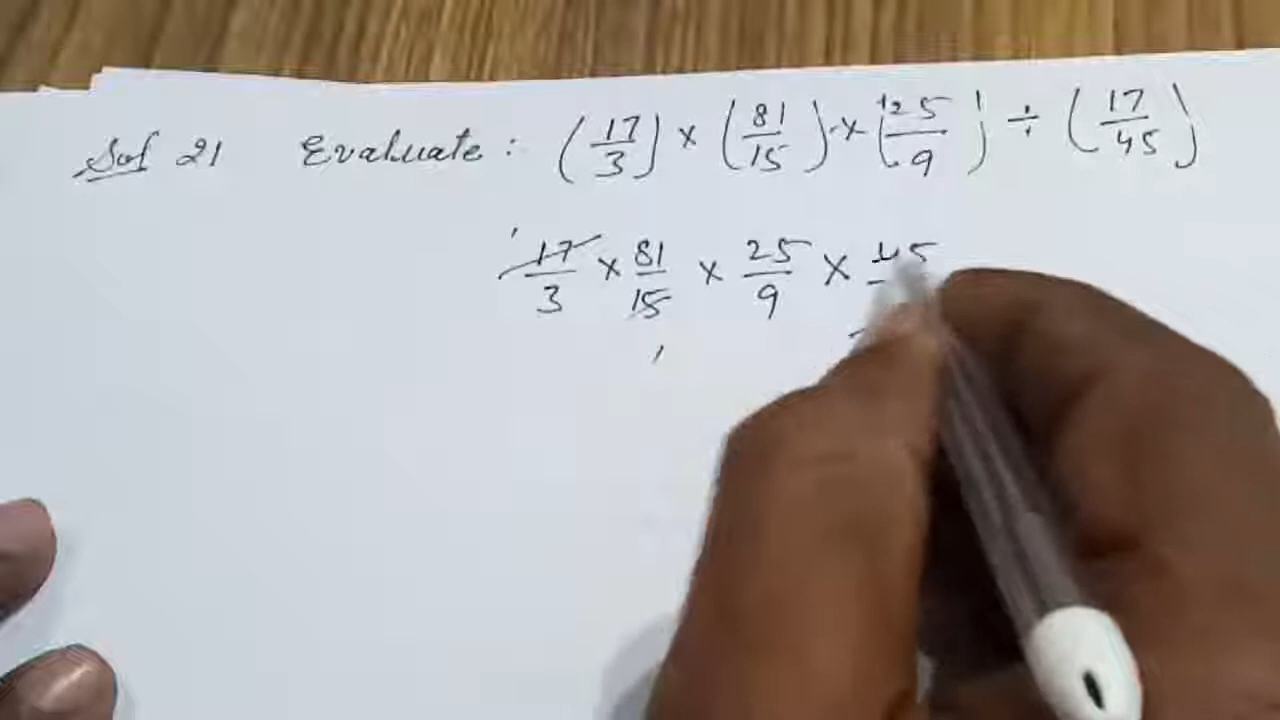 Sol 21 Evaluate : (17/3) × (81/15) × (25/9) ÷ (17/45)
17/3 × 81/15 × 25/9 × 45